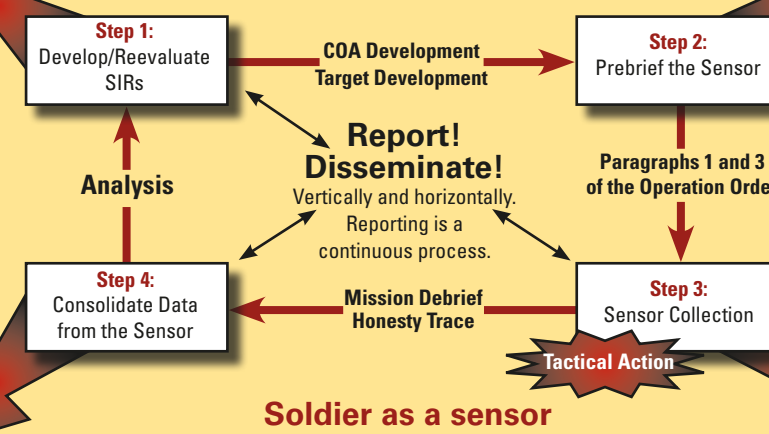 Step 1:
Develop/Reevaluate
SIRs
COA Development
Target Development
Step 2:
Prebrief the Sensor
Report!
Disseminate!
Vertically and horizontally.
Reporting is a
continuous process.
Analysis
Paragraphs 1 and 3
of the Operation Orde
Step 4:
Consolidate Data
from the Sensor
Mission Debrief
Honesty Trace
Step 3:
Sensor Collection
Tactical Action
Soldier as a sensor